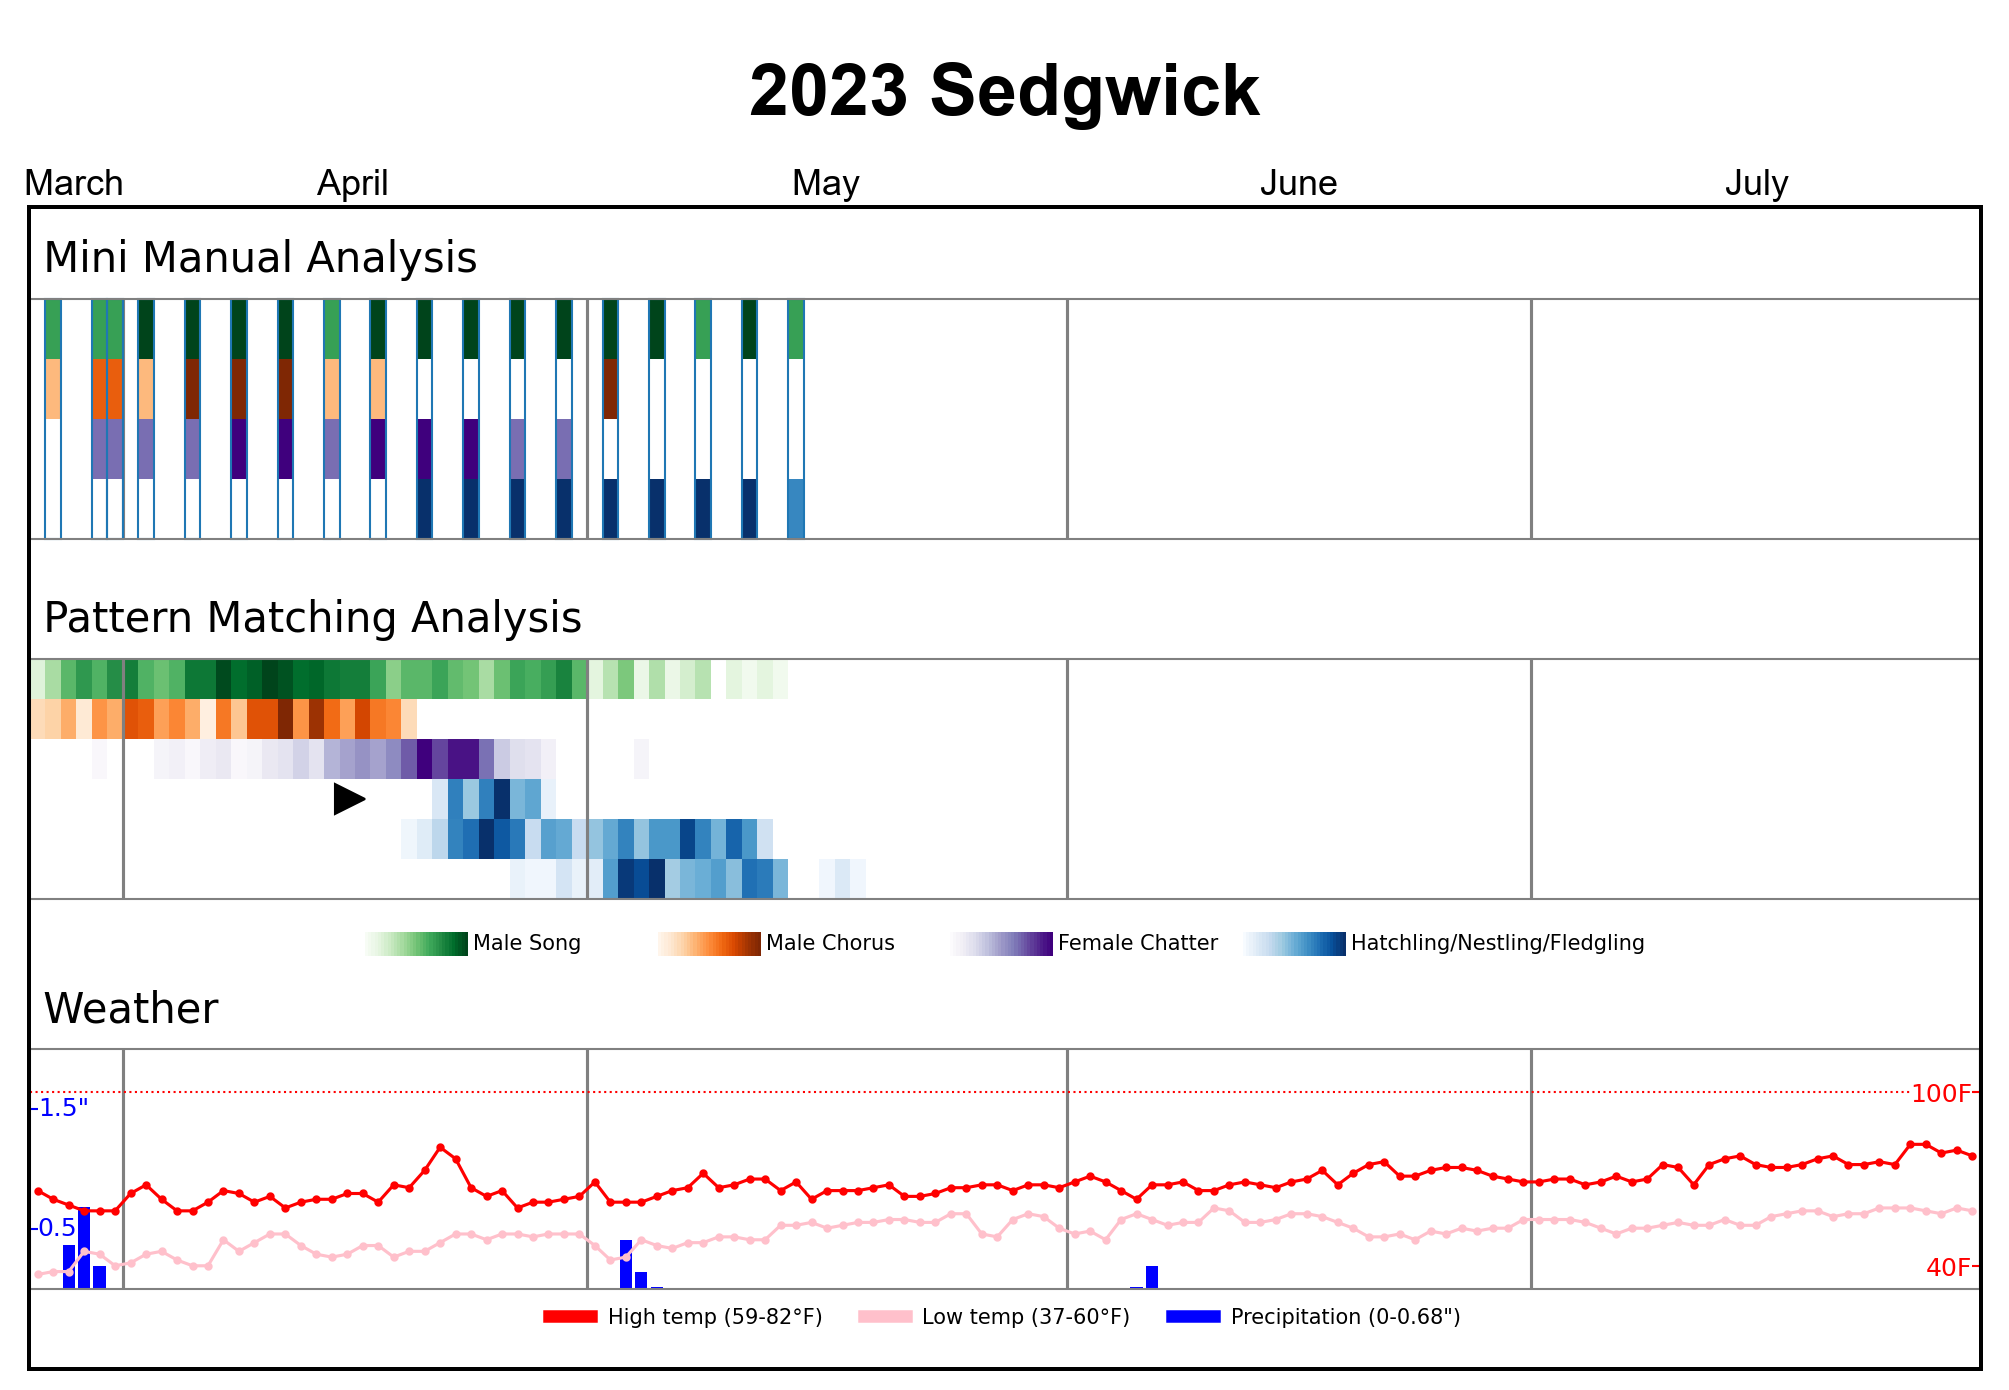 2023 Sedgwick
March April May June July
Mini Manual Analysis
Pattern Matching Analysis
Male Song Male Chorus Female Chatter Hatchling/Nestling/Fledgling
Weather
100F
1.5"
0.5
40F
High temp (59-82°F) Low temp (37-60°F) Precipitation (0-0.68")